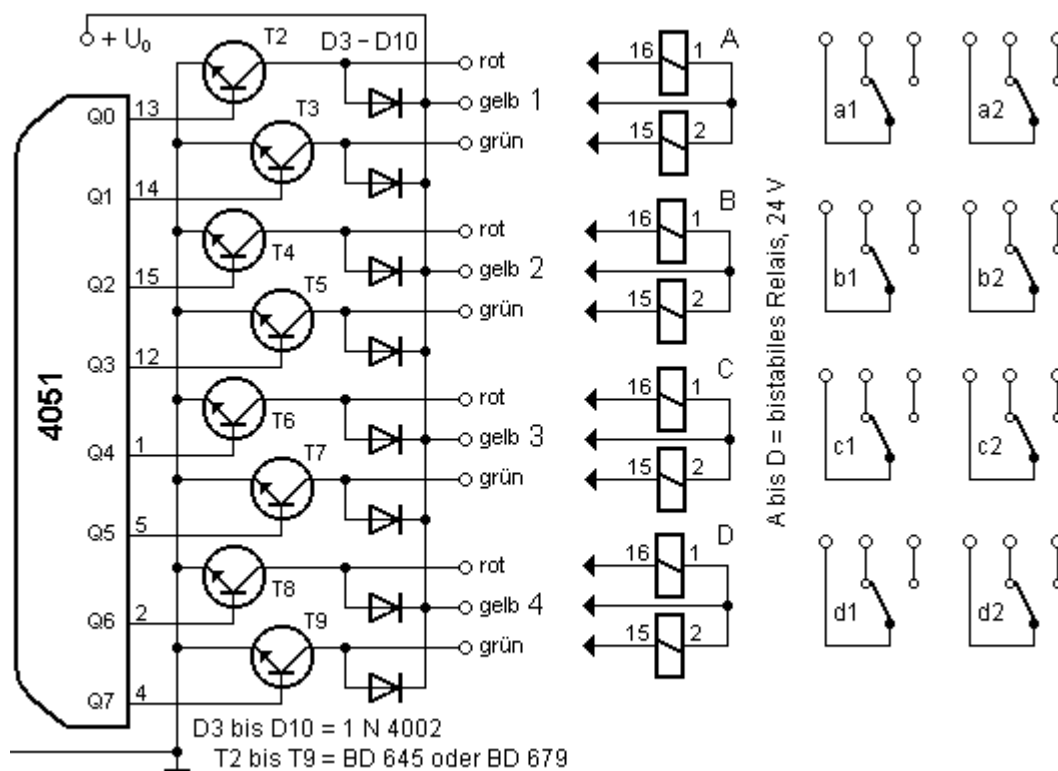 + U₀
T2
D3 – D10
rot
16
1
A
Q0
13
gelb 1
a1
a2
T3
grün
15
2
Q1
14
rot
16
1
B
T4
Q2
15
gelb 2
b1
b2
T5
grün
15
2
Q3
12
rot
16
1
C
T6
4051
Q4
1
gelb 3
c1
c2
T7
grün
15
2
Q5
5
rot
16
1
D
T8
Q6
2
gelb 4
d1
d2
T9
grün
15
2
Q7
4
A bis D = bistabiles Relais, 24 V
D3 bis D10 = 1 N 4002
T2 bis T9 = BD 645 oder BD 679